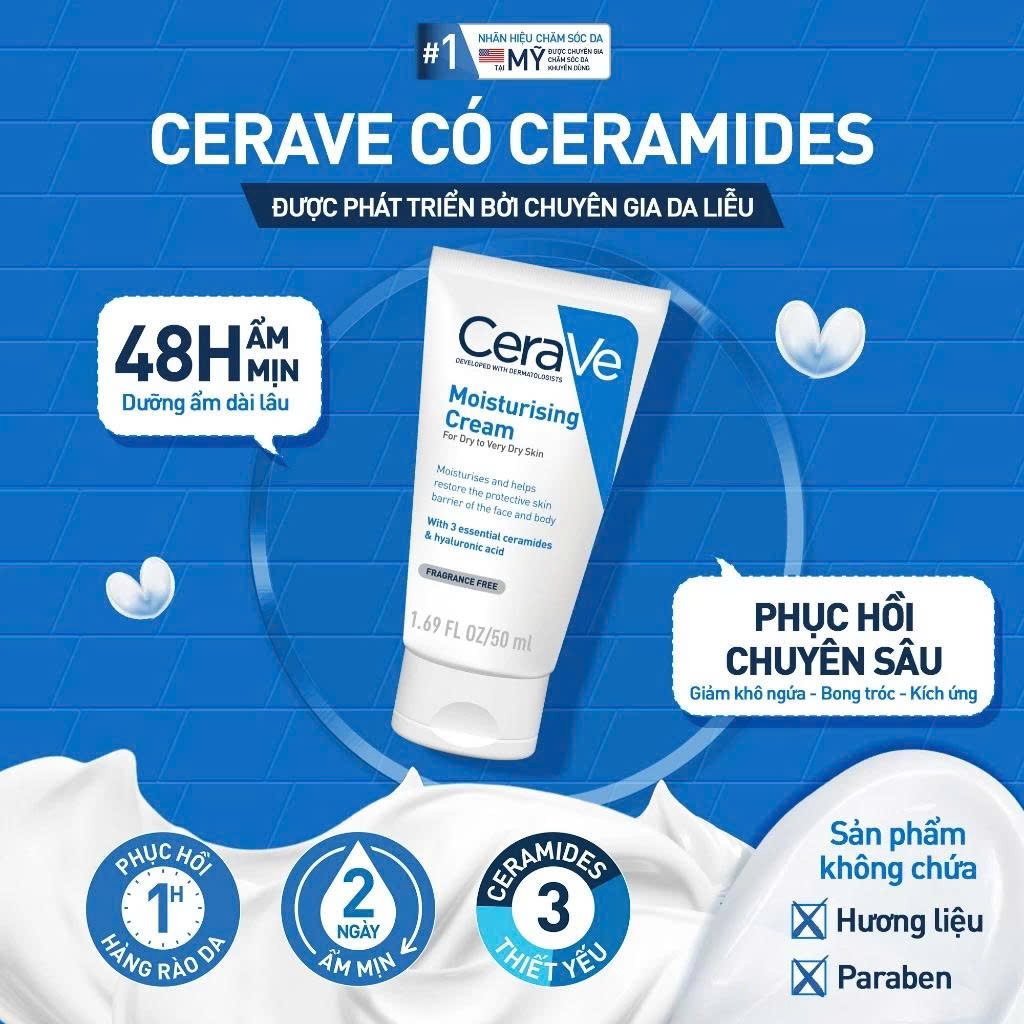 #1
NHÃN HIỆU CHĂM SÓC DA
TẠI MỸ
ĐƯỢC CHUYÊN GIA
CHĂM SÓC DA
KHUYÊN DÙNG
CERAVE CÓ CERAMIDES
ĐƯỢC PHÁT TRIỂN BỞI CHUYÊN GIA DA LIỄU
48H ẨM
MỊN
Dưỡng ẩm dài lâu
CeraVe
DEVELOPED WITH DERMATOLOGISTS
Moisturising
Cream
For Dry to Very Dry Skin
Moisturises and helps
restore the protective skin
barrier of the face and body
With 3 essential ceramides
& hyaluronic acid
FRAGRANCE FREE
1.69 FL OZ/50 ml
PHỤC HỒI
CHUYÊN SÂU
Giảm khô ngứa - Bong tróc - Kích ứng
PHỤC HỒI
1H
HÀNG RÀO DA
2
NGÀY
ẨM MỊN
CERAMIDES
3
THIẾT YẾU
Sản phẩm
không chứa
Hương liệu
Paraben